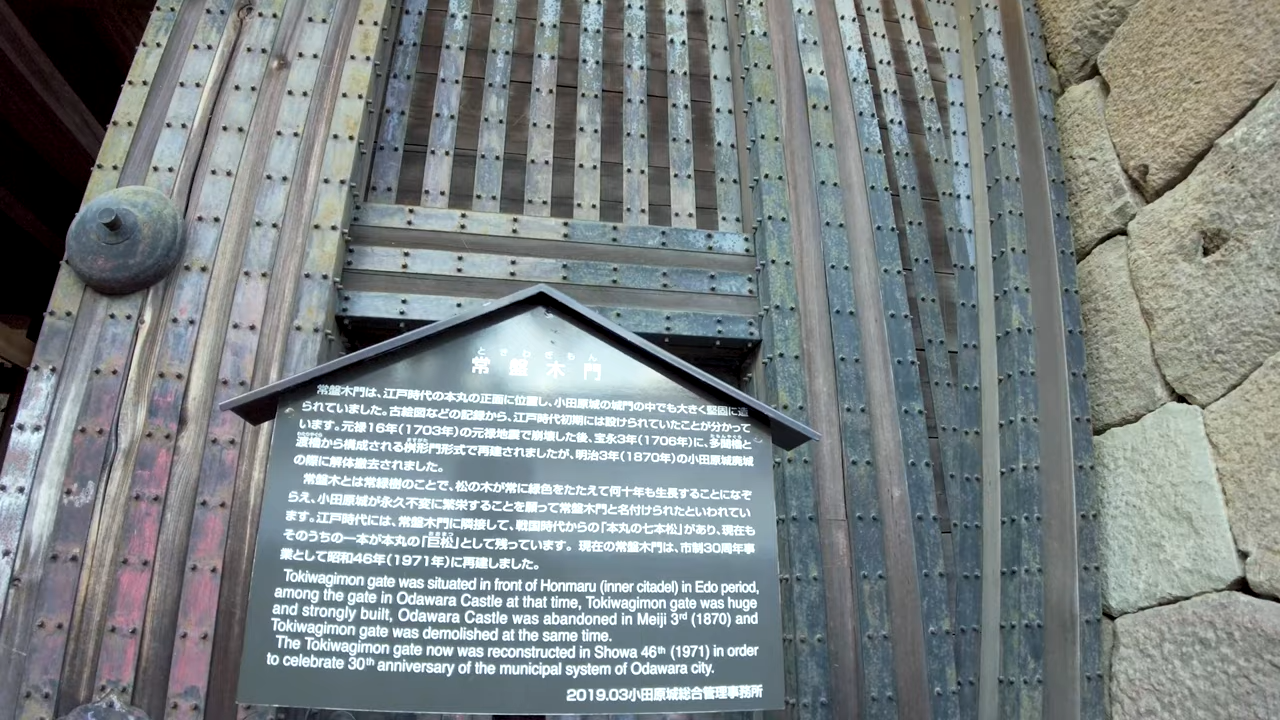 ときわぎもん
常盤木門
常盤木門は、江戸時代の本丸の正面に位置し、小田原城の城門の中でも大きく堅固に造
られていました。古絵図などの記録から、江戸時代初期には設けられていたことが分かって
います。元禄16年(1703年)の元禄地震で崩壊した後、宝永3年(1706年)に、多聞櫓と
渡櫓から構成される枡形門形式で再建されましたが、明治3年(1870年)の小田原城廃城
の際に解体撤去されました。
常盤木とは常緑樹のことで、松の木が常に緑色をたたえて何十年も生長することになぞ
らえ、小田原城が永久不変に繁栄することを願って常盤木門と名付けられたといわれてい
ます。江戸時代には、常盤木門に隣接して、戦国時代からの「本丸の七本松」があり、現在も
そのうちの一本が本丸の「巨松」として残っています。現在の常盤木門は、市制30周年事
業として昭和46年(1971年)に再建しました。
Tokiwagimon gate was situated in front of Honmaru (inner citadel) in Edo period,
among the gate in Odawara Castle at that time, Tokiwagimon gate was huge
and strongly built, Odawara Castle was abandoned in Meiji 3rd (1870) and
Tokiwagimon gate was demolished at the same time.
The Tokiwagimon gate now was reconstructed in Showa 46th (1971) in order
to celebrate 30th anniversary of the municipal system of Odawara city.
2019.03小田原城総合管理事務所